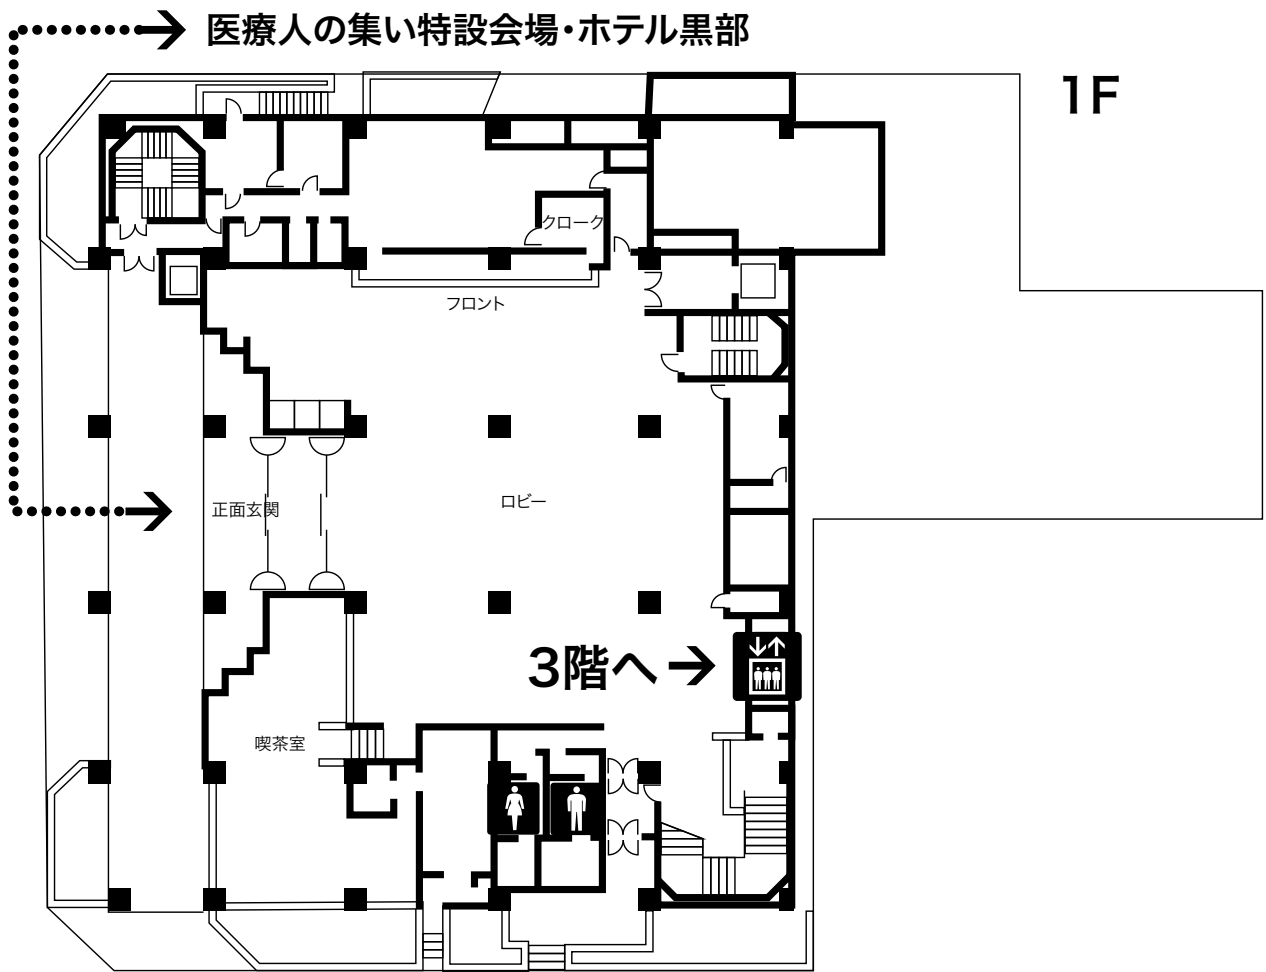 医療人の集い特設会場・ホテル黒部
1F
クローク
フロント
正面玄関
ロビー
3階へ
喫茶室